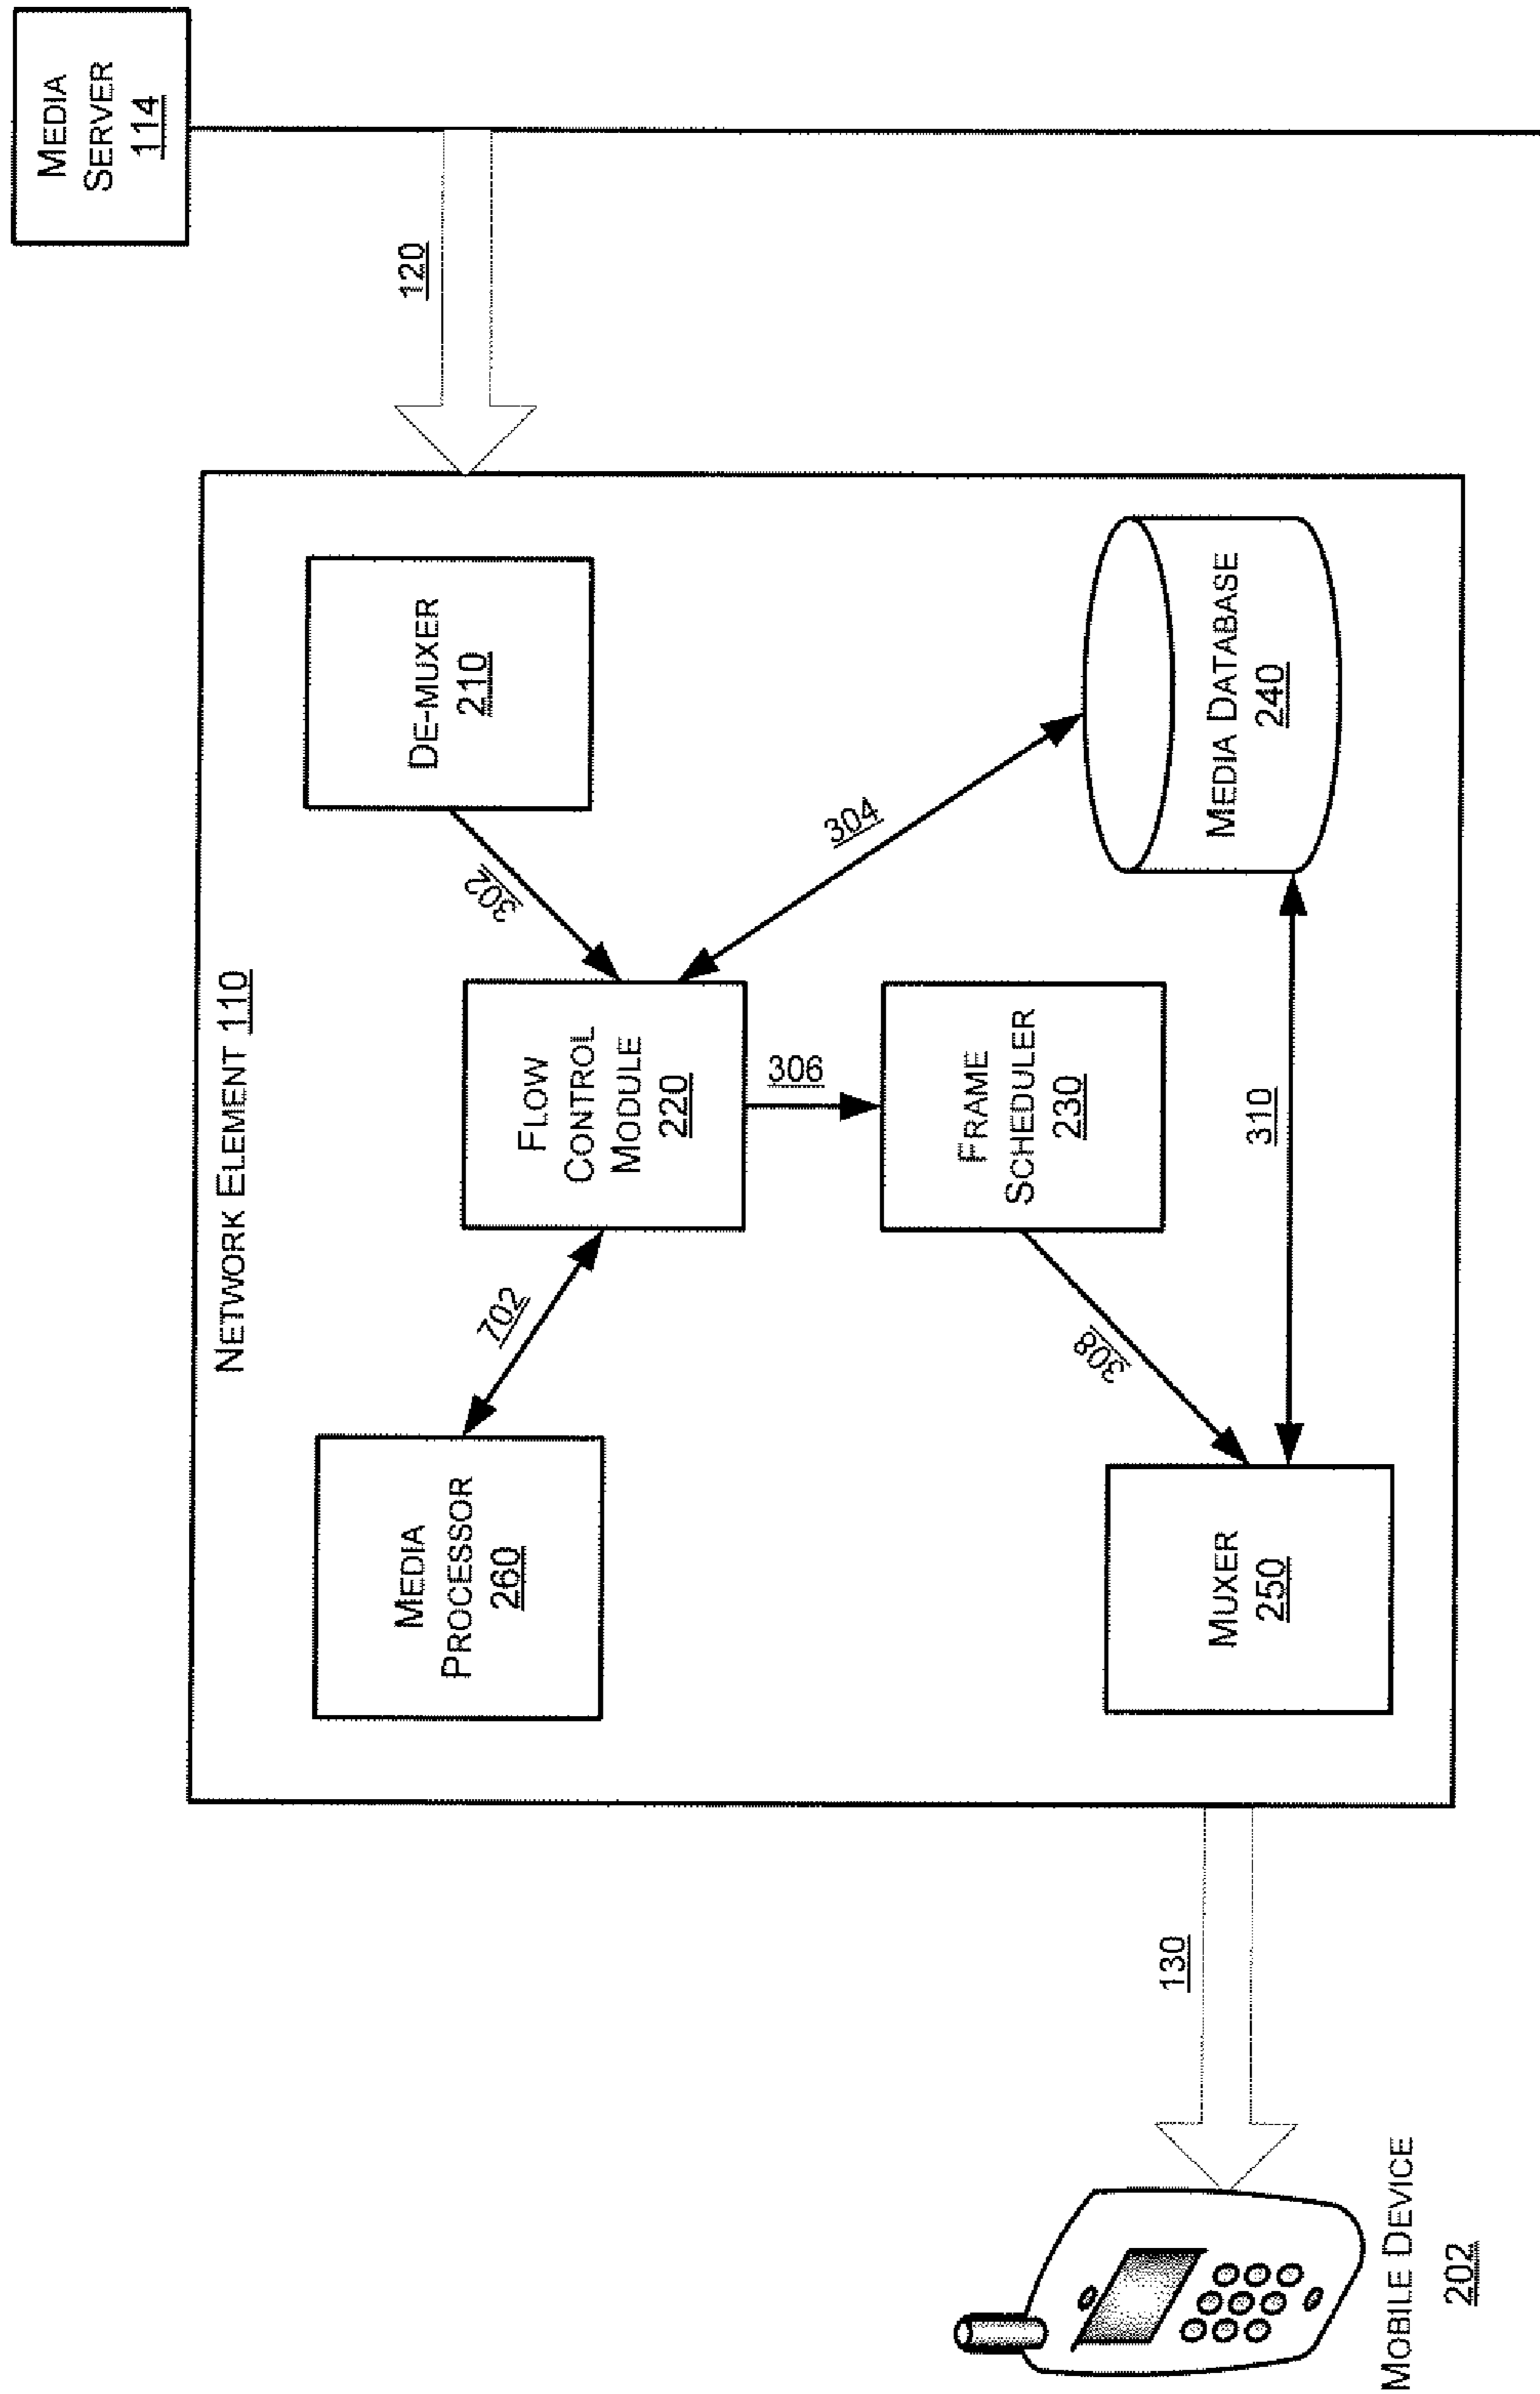 MEDIA
SERVER
114
120
NETWORK ELEMENT 110
MEDIA
PROCESSOR
260
702
FLOW
CONTROL
MODULE
220
302
DE-MUXER
210
306
304
FRAME
SCHEDULER
230
308
MUXER
250
310
MEDIA DATABASE
240
130
MOBILE DEVICE
202